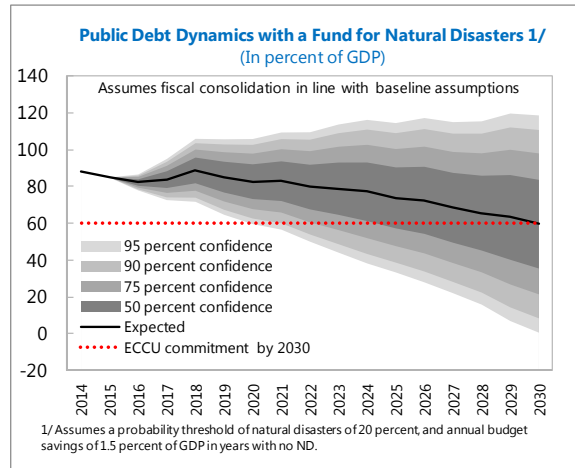 Public Debt Dynamics with a Fund for Natural Disasters 1/
(In percent of GDP)
140
Assumes fiscal consolidation in line with baseline assumptions
120
100
80
60
95 percent confidence
40
90 percent confidence
75 percent confidence
20
50 percent confidence
0
Expected
ECCU commitment by 2030
-20
2014 2015 2016 2017 2018 2019 2020 2021 2022 2023 2024 2025 2026 2027 2028 2029 2030
1/ Assumes a probability threshold of natural disasters of 20 percent, and annual budget
savings of 1.5 percent of GDP in years with no ND.